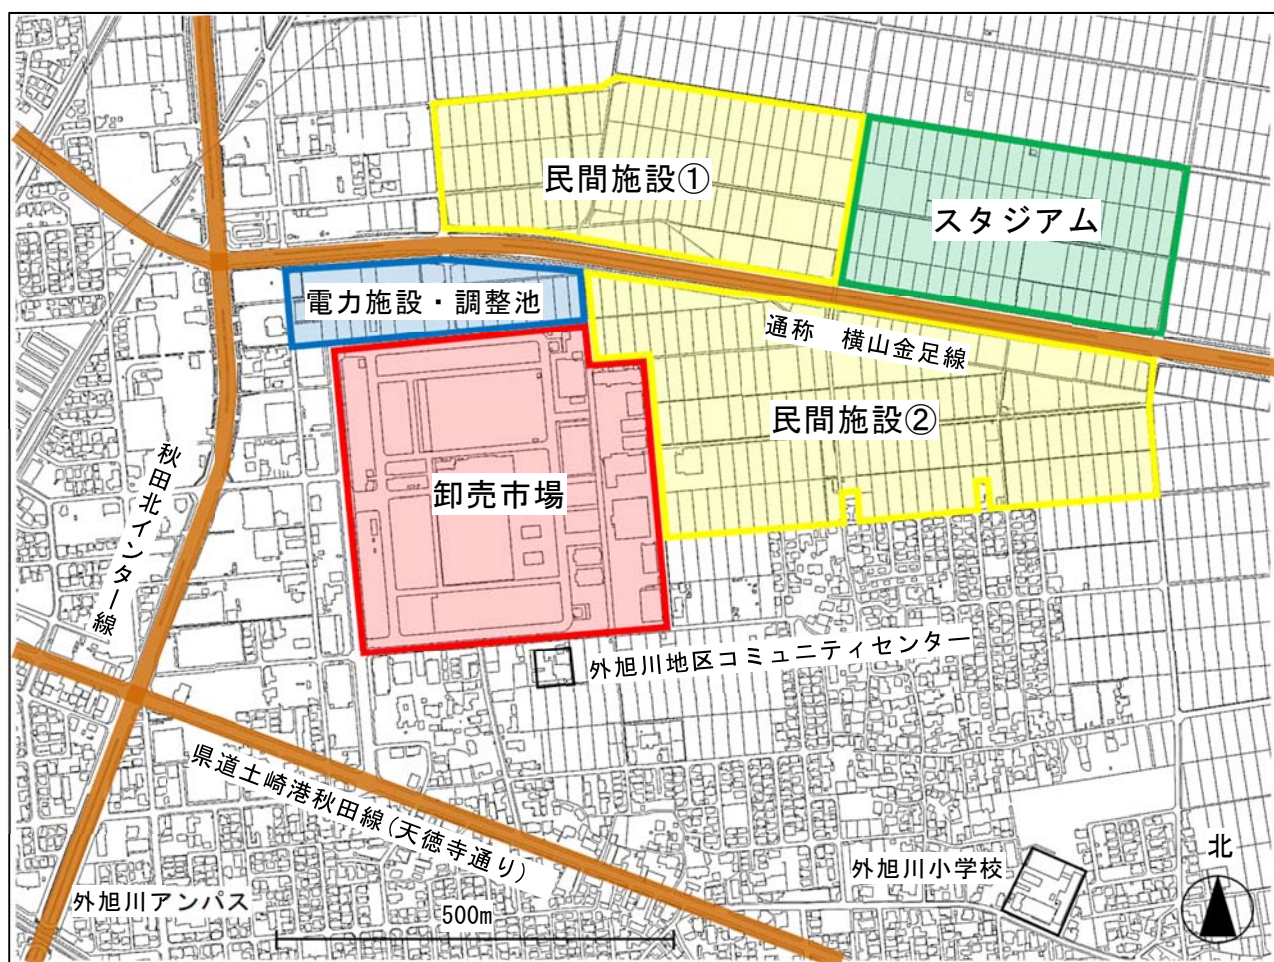 民間施設①
スタジアム
電力施設・調整池
通称　横山金足線
民間施設②
卸売市場
秋田北インター線
外旭川地区コミュニティセンター
県道土崎港秋田線(天徳寺通り)
外旭川小学校
北
外旭川アンパス
500m